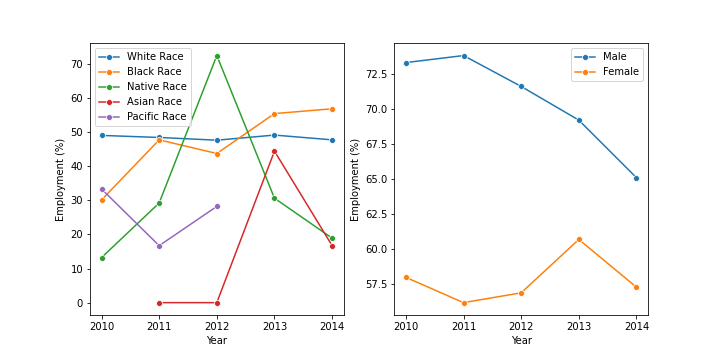 White Race
Black Race
Native Race
Asian Race
Pacific Race
70
60
50
40
30
20
10
0
Employment (%)
2010 2011 2012 2013 2014
Year
Male
Female
72.5
70.0
67.5
65.0
62.5
60.0
57.5
Employment (%)
2010 2011 2012 2013 2014
Year